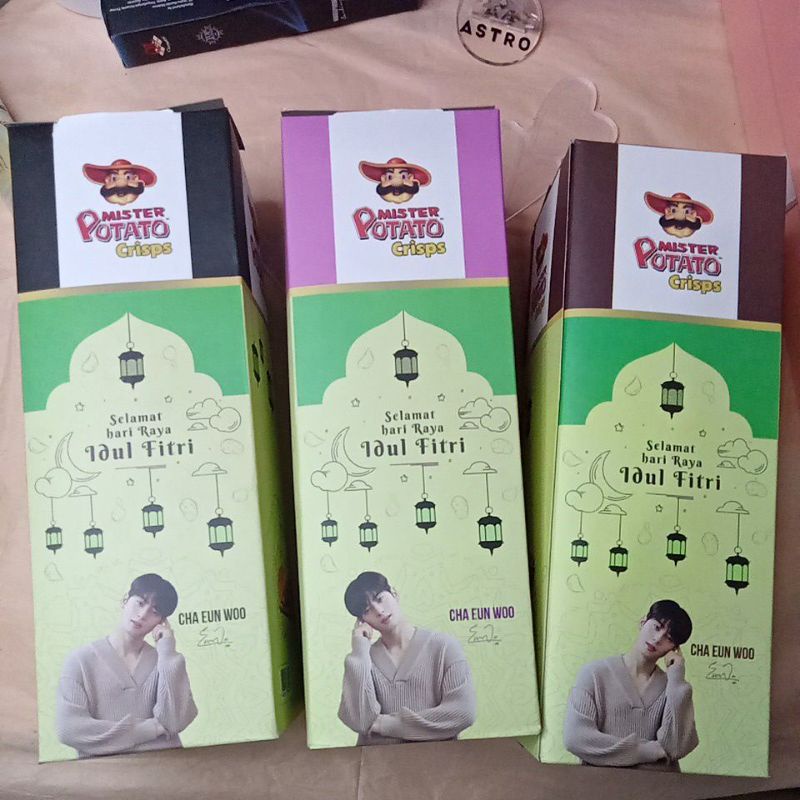 ASTRO
MISTER
POTATO
Crisps
Selamat
hari Raya
Idul Fitri
CHA EUN WOO
MISTER
POTATO
Crisps
Selamat
hari Raya
Idul Fitri
CHA EUN WOO
MISTER
POTATO
Crisps
Selamat
hari Raya
Idul Fitri
CHA EUN WOO